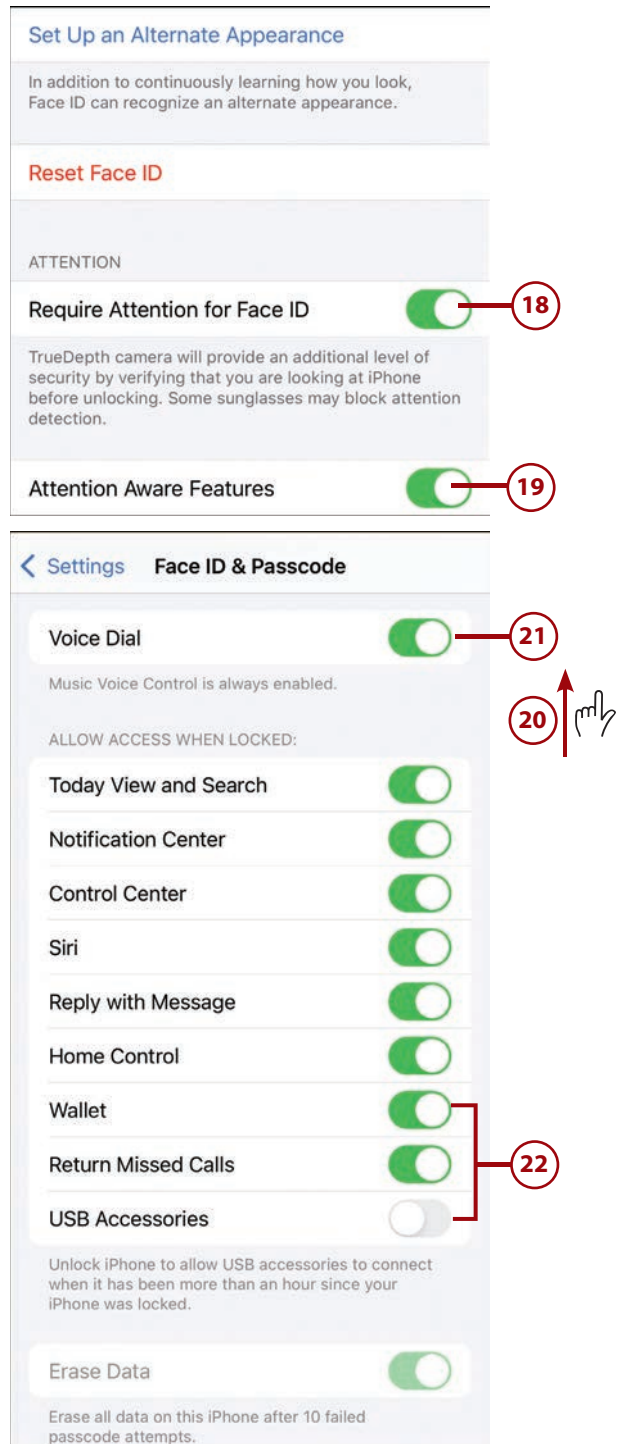 Set Up an Alternate Appearance
In addition to continuously learning how you look,
Face ID can recognize an alternate appearance.
Reset Face ID
ATTENTION
Require Attention for Face ID
18
TrueDepth camera will provide an additional level of
security by verifying that you are looking at iPhone
before unlocking. Some sunglasses may block attention
detection.
Attention Aware Features
19
Settings Face ID & Passcode
Voice Dial
21
Music Voice Control is always enabled.
20
ALLOW ACCESS WHEN LOCKED:
Today View and Search
Notification Center
Control Center
Siri
Reply with Message
Home Control
Wallet
Return Missed Calls
22
USB Accessories
Unlock iPhone to allow USB accessories to connect
when it has been more than an hour since your
iPhone was locked.
Erase Data
Erase all data on this iPhone after 10 failed
passcode attempts.